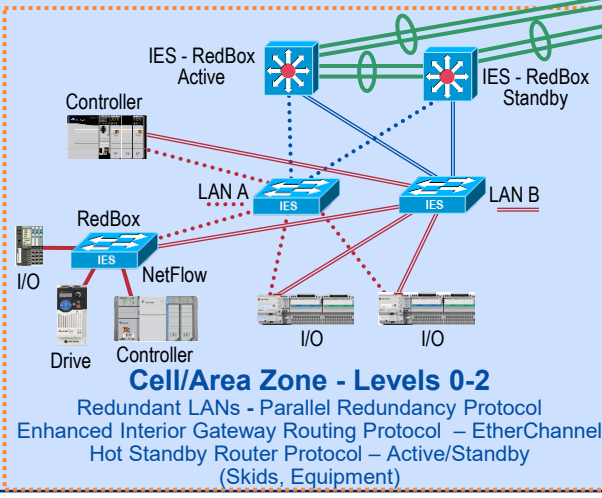 IES - RedBox
Active
IES - RedBox
Standby
Controller
LAN A
IES
IES
LAN B
RedBox
IES
I/O
NetFlow
Drive
Controller
I/O
I/O
Cell/Area Zone - Levels 0-2
Redundant LANs - Parallel Redundancy Protocol
Enhanced Interior Gateway Routing Protocol – EtherChannel
Hot Standby Router Protocol – Active/Standby
(Skids, Equipment)